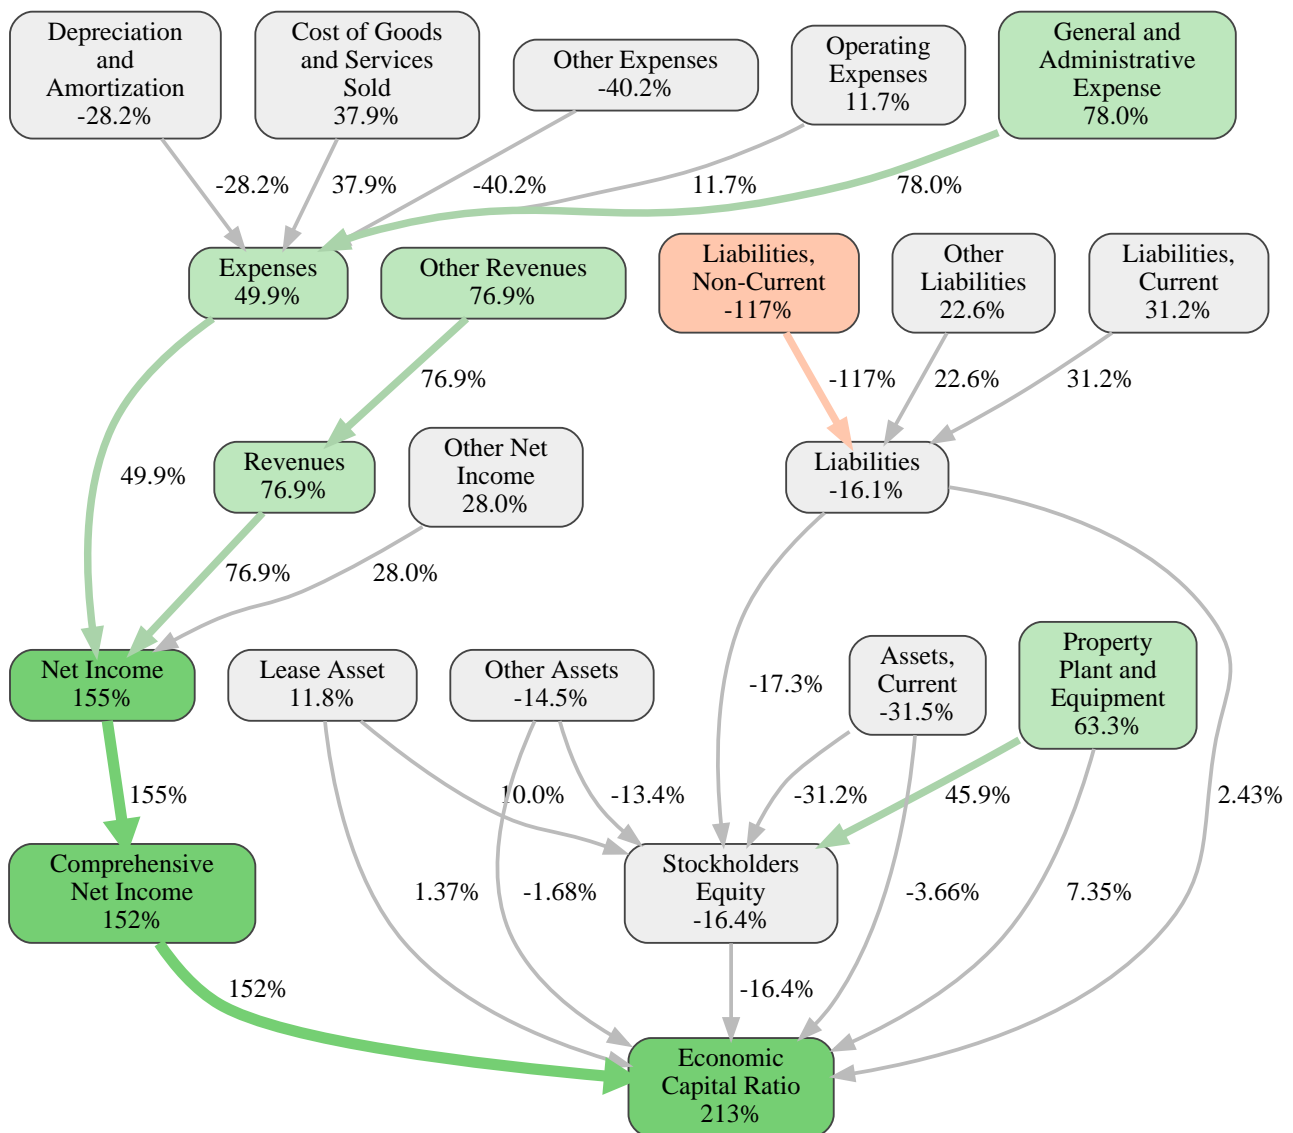 Depreciation
and
Amortization
-28.2%
Cost of Goods
and Services
Sold
37.9%
Other Expenses
-40.2%
Operating
Expenses
11.7%
General and
Administrative
Expense
78.0%
-28.2%
37.9%
-40.2%
11.7%
78.0%
Expenses
49.9%
Other Revenues
76.9%
Liabilities,
Non-Current
-117%
Other
Liabilities
22.6%
Liabilities,
Current
31.2%
76.9%
-117%
22.6%
31.2%
49.9%
Revenues
76.9%
Other Net
Income
28.0%
Liabilities
-16.1%
76.9%
28.0%
Net Income
155%
Lease Asset
11.8%
Other Assets
-14.5%
-17.3%
Assets,
Current
-31.5%
Property
Plant and
Equipment
63.3%
155%
10.0%
-13.4%
-31.2%
45.9%
2.43%
Comprehensive
Net Income
152%
1.37%
-1.68%
Stockholders
Equity
-16.4%
-3.66%
7.35%
152%
-16.4%
Economic
Capital Ratio
213%